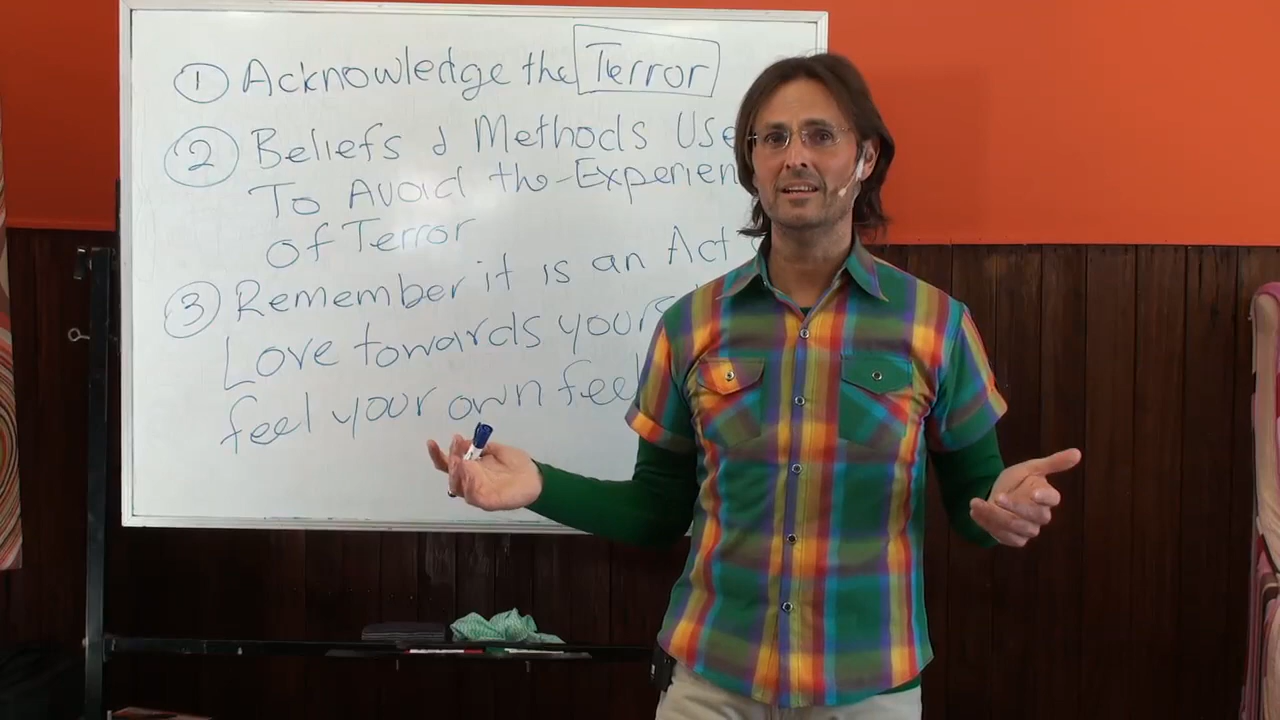 ① Acknowledge the Terror
② Beliefs & Methods Use
To Avoid the Experien
of Terror
③ Remember it is an Act
Love towards yours
feel your own feel